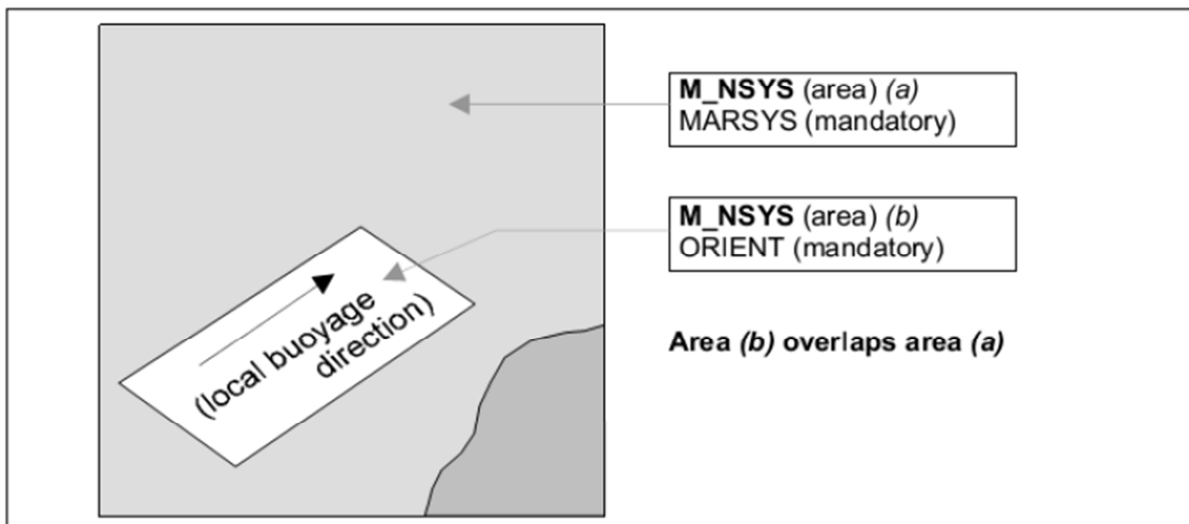 M_NSYS (area) (a)
MARSYS (mandatory)
M_NSYS (area) (b)
ORIENT (mandatory)
(local buoyage
direction)
Area (b) overlaps area (a)